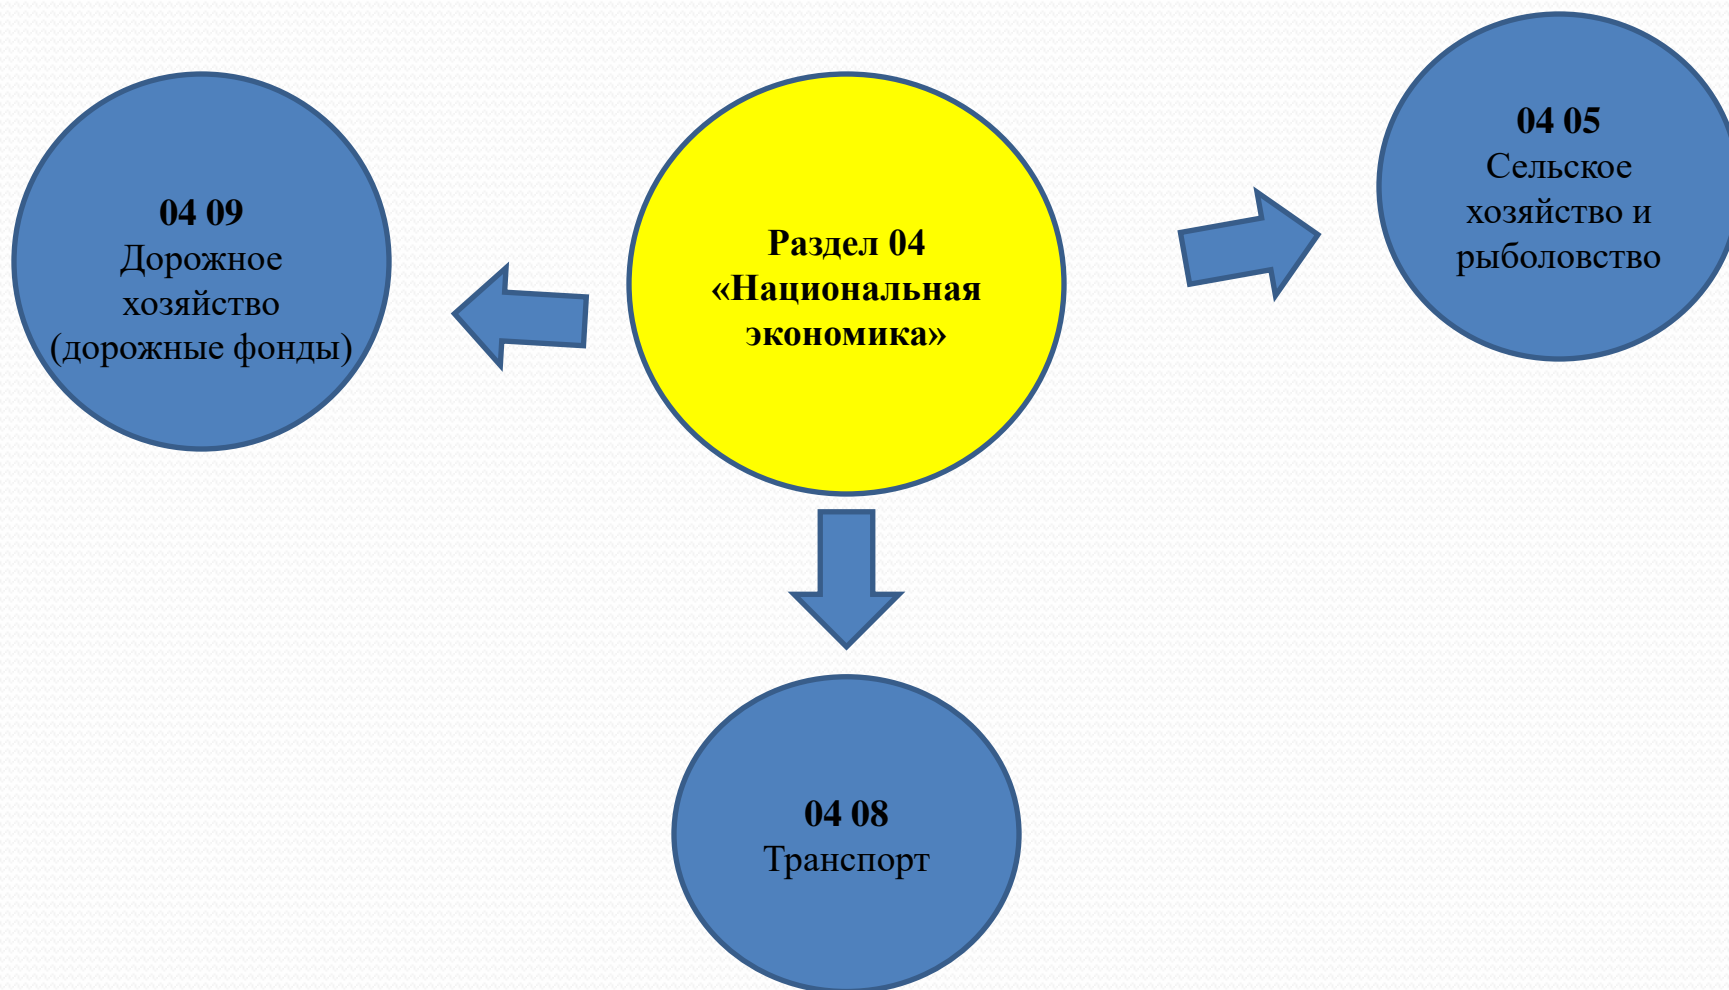 04 09
Дорожное
хозяйство
(дорожные фонды)
Раздел 04
«Национальная
экономика»
04 05
Сельское
хозяйство и
рыболовство
04 08
Транспорт